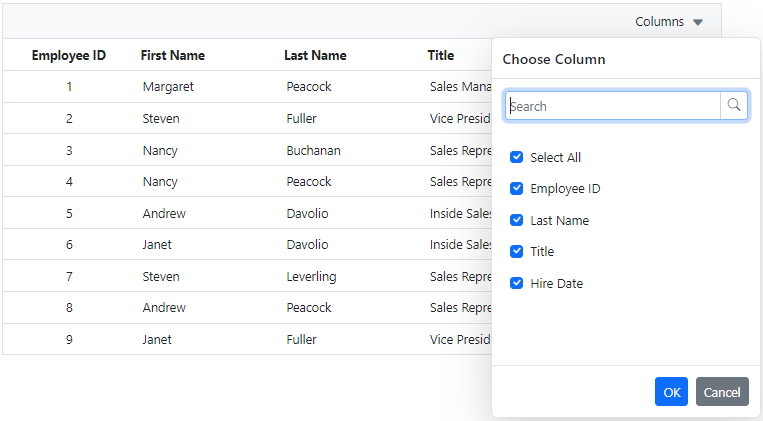 Columns
Employee ID First Name Last Name Title
Choose Column
Search
1 Margaret Peacock Sales Mana
2 Steven Fuller Vice Presid
3 Nancy Buchanan Sales Repre
4 Nancy Peacock Sales Repre
5 Andrew Davolio Inside Sales
6 Janet Davolio Inside Sales
7 Steven Leverling Sales Repre
8 Andrew Peacock Sales Repre
9 Janet Fuller Vice Presid
Select All
Employee ID
Last Name
Title
Hire Date
OK Cancel